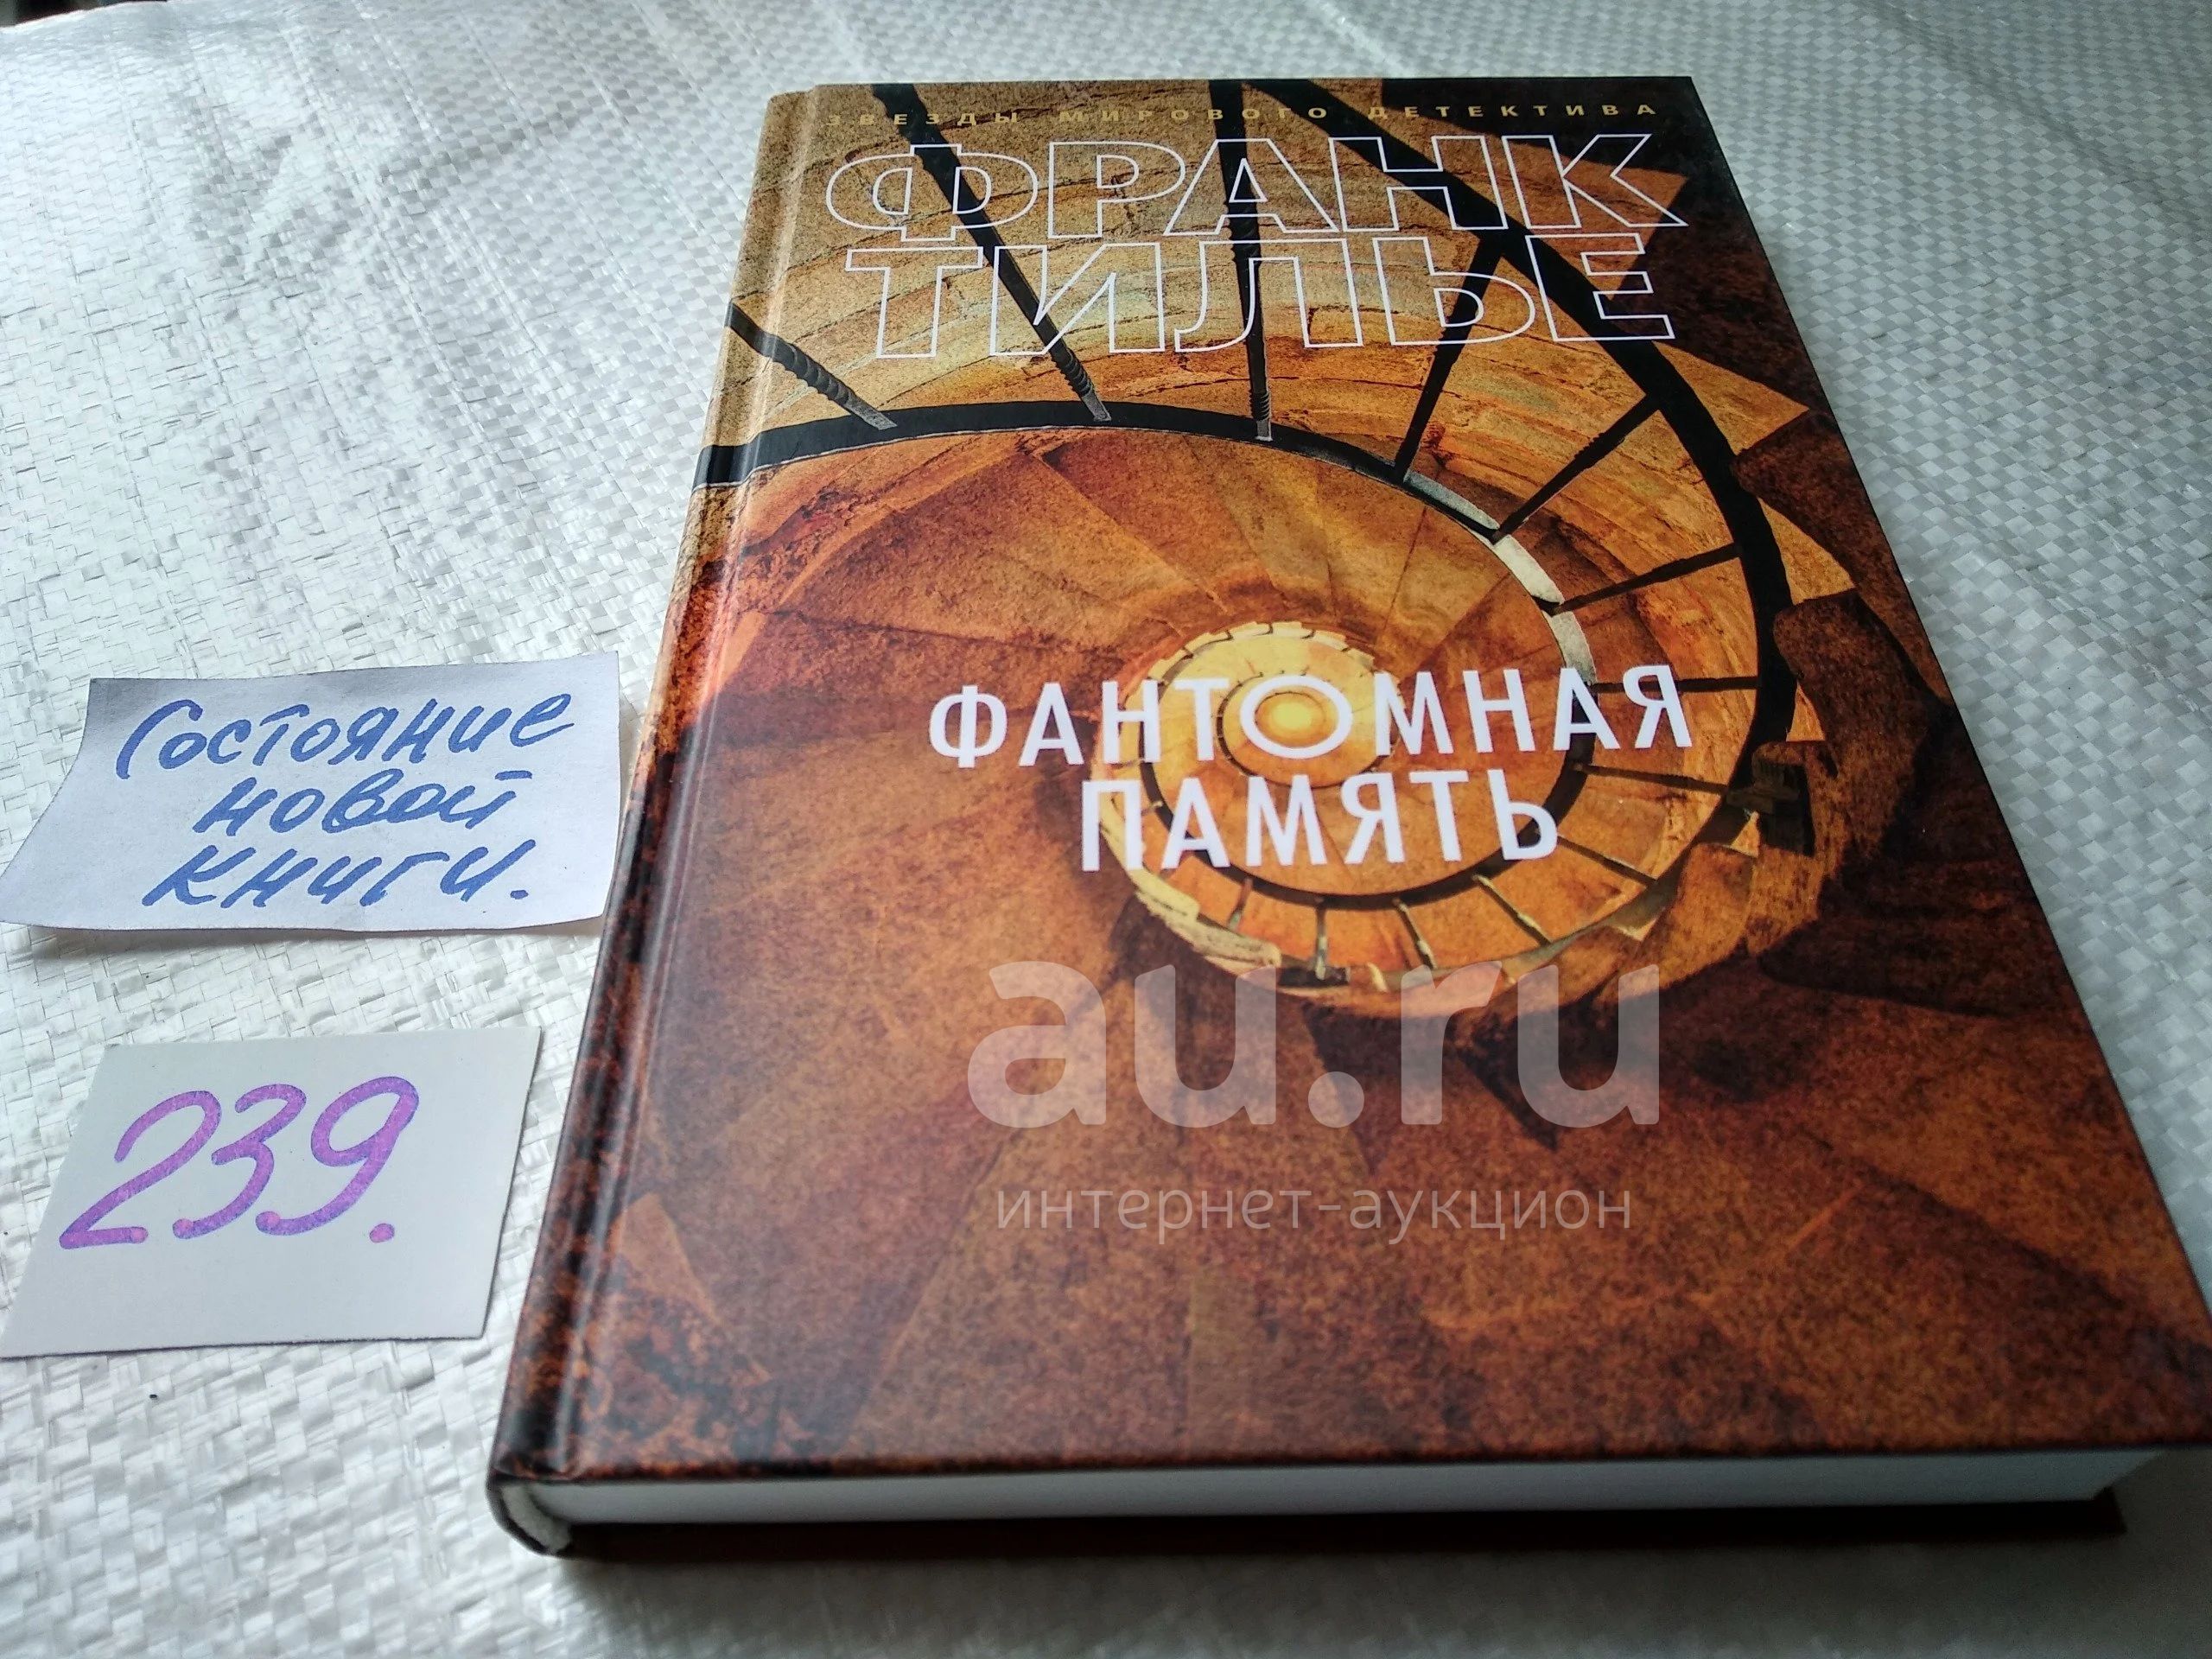 ЗВЕЗДЫ МИРОВОГО ДЕТЕКТИВА
ФРАНК
ТИЛЬЕ
ФАНТОМНАЯ
ПАМЯТЬ
Состояние
новой
книги.
239.
au.ru
интернет-аукцион